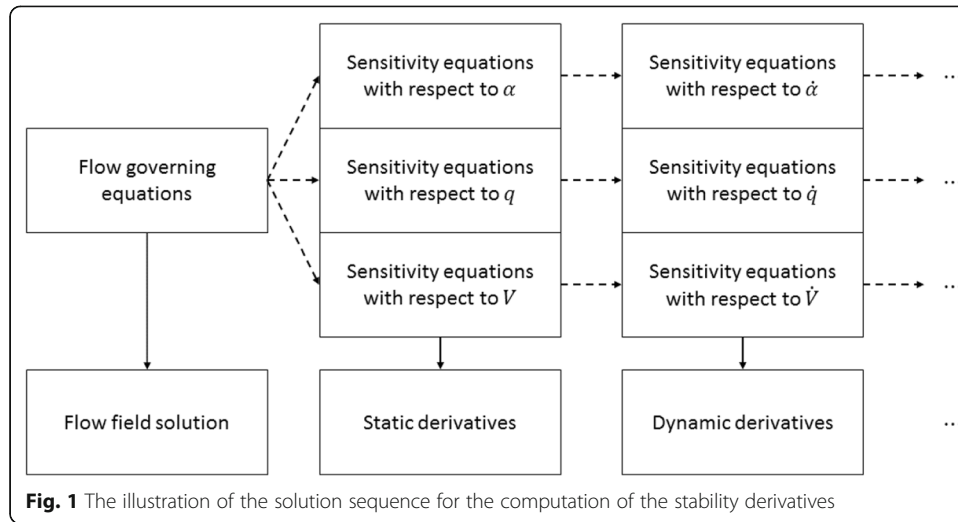 Sensitivity equations
with respect to α
Sensitivity equations
with respect to α̇
..
Flow governing
equations
Sensitivity equations
with respect to q
Sensitivity equations
with respect to q̇
..
Sensitivity equations
with respect to V
Sensitivity equations
with respect to V̇
..
Flow field solution
Static derivatives
Dynamic derivatives
..
Fig. 1 The illustration of the solution sequence for the computation of the stability derivatives